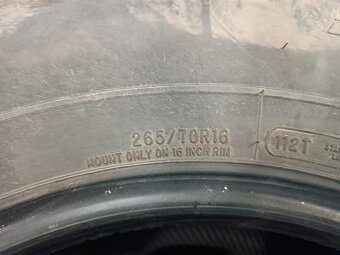 265/70R16 112T
MOUNT ONLY ON 16 INCH RIM